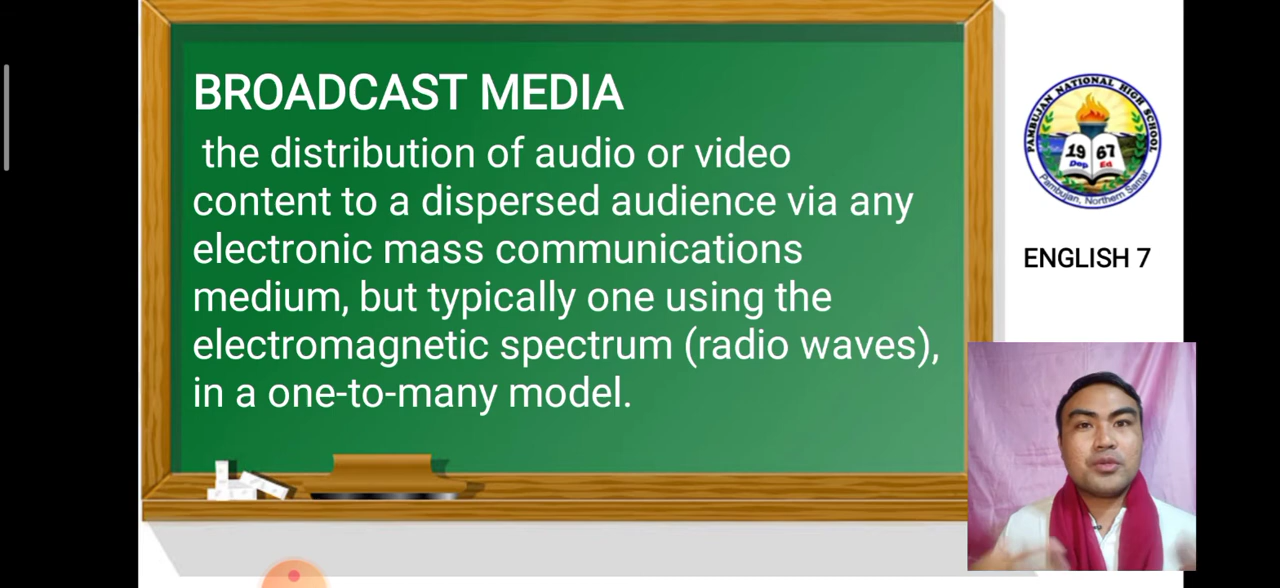 BROADCAST MEDIA
the distribution of audio or video
content to a dispersed audience via any
electronic mass communications
medium, but typically one using the
electromagnetic spectrum (radio waves),
in a one-to-many model.
PAMBUJAN NATIONAL HIGH SCHOOL
19 67
Dep Ed
Pambujan, Northern Samar
ENGLISH 7